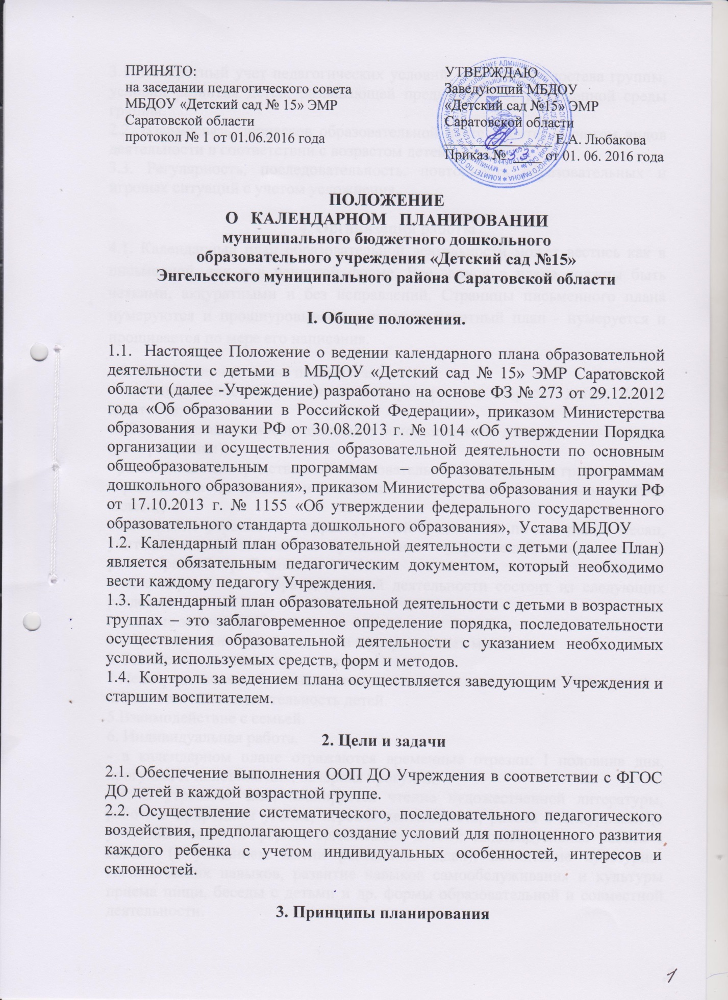 ПРИНЯТО:
на заседании педагогического совета
МБДОУ «Детский сад № 15» ЭМР
Саратовской области
протокол № 1 от 01.06.2016 года
УТВЕРЖДАЮ
Заведующий МБДОУ
«Детский сад №15» ЭМР
Саратовской области
Е.А. Любакова
Приказ № 33 от 01. 06. 2016 года
ПОЛОЖЕНИЕ
О КАЛЕНДАРНОМ ПЛАНИРОВАНИИ
муниципального бюджетного дошкольного
образовательного учреждения «Детский сад №15»
Энгельсского муниципального района Саратовской области
I. Общие положения.
1.1. Настоящее Положение о ведении календарного плана образовательной
деятельности с детьми в МБДОУ «Детский сад № 15» ЭМР Саратовской
области (далее -Учреждение) разработано на основе ФЗ № 273 от 29.12.2012
года «Об образовании в Российской Федерации», приказом Министерства
образования и науки РФ от 30.08.2013 г. № 1014 «Об утверждении Порядка
организации и осуществления образовательной деятельности по основным
общеобразовательным программам – образовательным программам
дошкольного образования», приказом Министерства образования и науки РФ
от 17.10.2013 г. № 1155 «Об утверждении федерального государственного
образовательного стандарта дошкольного образования», Устава МБДОУ
1.2. Календарный план образовательной деятельности с детьми (далее План)
является обязательным педагогическим документом, который необходимо
вести каждому педагогу Учреждения.
1.3. Календарный план образовательной деятельности с детьми в возрастных
группах – это заблаговременное определение порядка, последовательности
осуществления образовательной деятельности с указанием необходимых
условий, используемых средств, форм и методов.
1.4. Контроль за ведением плана осуществляется заведующим Учреждения и
старшим воспитателем.
2. Цели и задачи
2.1. Обеспечение выполнения ООП ДО Учреждения в соответствии с ФГОС
ДО детей в каждой возрастной группе.
2.2. Осуществление систематического, последовательного педагогического
воздействия, предполагающего создание условий для полноценного развития
каждого ребенка с учетом индивидуальных особенностей, интересов и
склонностей.
3. Принципы планирования
1